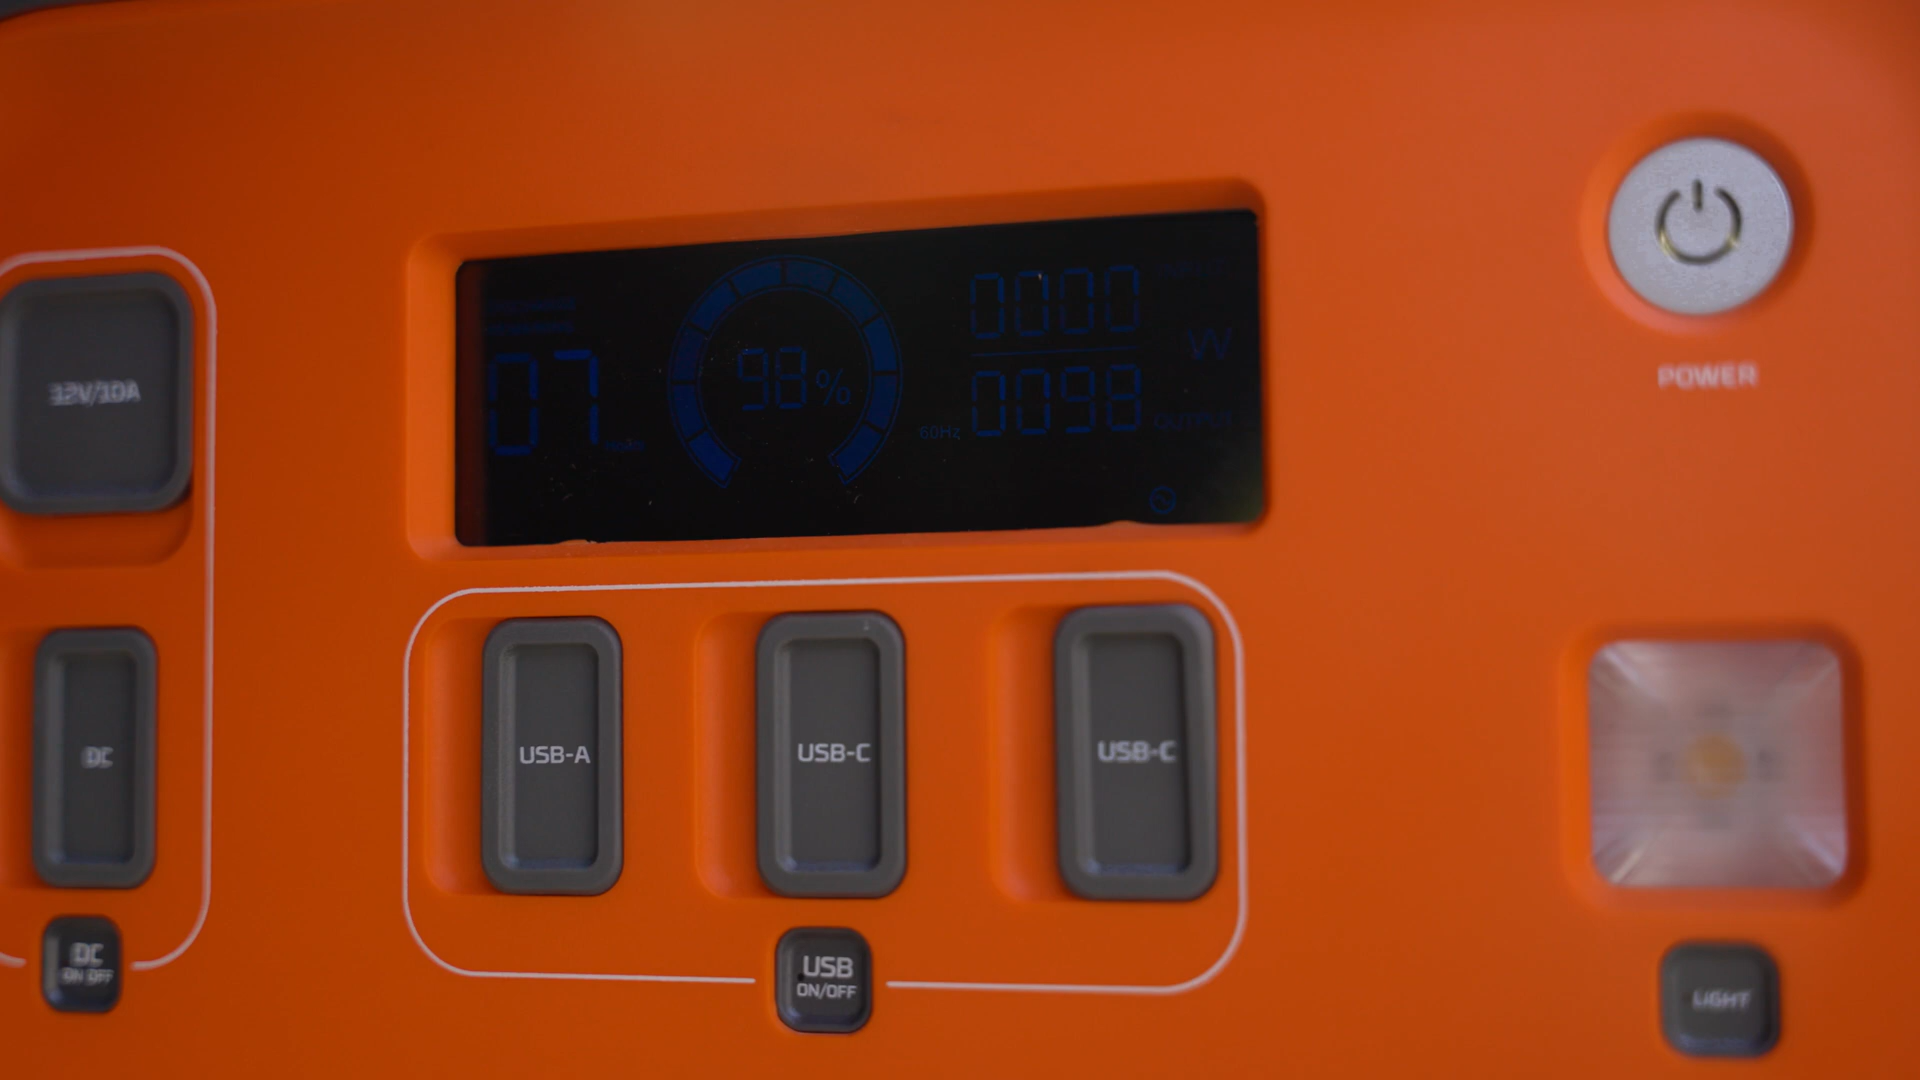 12V/10A
DC
DC
ON OFF
07
98%
0000
W
60Hz 0098 OUTPUT
POWER
USB-A
USB-C
USB-C
USB
ON/OFF
LIGHT